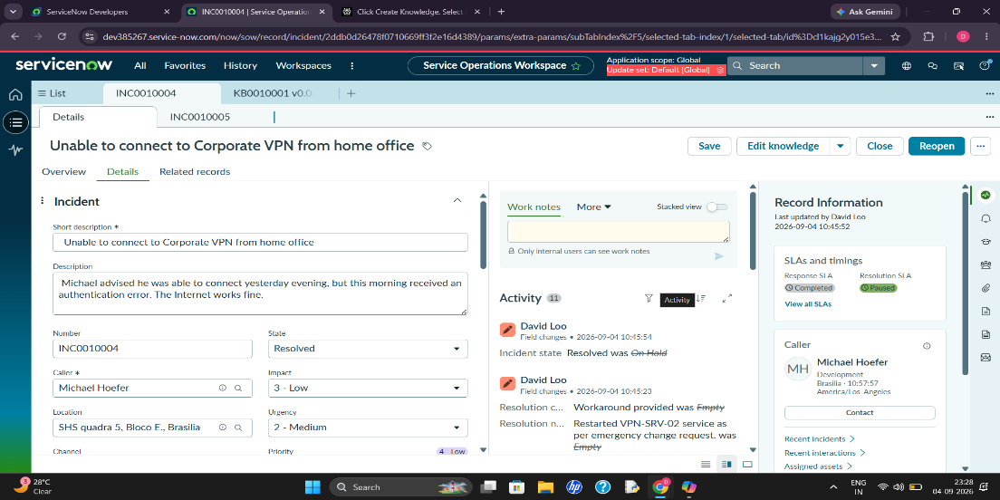 ServiceNow Developers
INC0010004 | Service Operation
Click Create Knowledge. Select
Ask Gemini
dev385267.service-now.com/now/sow/record/incident/2ddb0d26478f0710669ff3f2e16d4389/params/extra-params/subTabIndex%2F5/selected-tab-index/1/selected-tab/id%3Dcl1kajg2y015e3...
D
servicenow
All
Favorites
History
Workspaces
Service Operations Workspace
Application scope: Global
Update set: Default [Global]
Search
List
INC0010004
KB0010001 v0.0
Details
INC0010005
Unable to connect to Corporate VPN from home office
Save
Edit knowledge
Close
Reopen
Overview
Details
Related records
Incident
Short description *
Unable to connect to Corporate VPN from home office
Description
Michael advised he was able to connect yesterday evening, but this morning received an
authentication error. The Internet works fine.
Number
State
INC0010004
Resolved
Caller *
Impact
Michael Hoefer
3 - Low
Location
Urgency
SHS quadra 5, Bloco E., Brasilia
2 - Medium
Channel
Priority
4 Low
Work notes
More
Stacked view
Only internal users can see work notes
Activity 11
Activity
David Loo
Field changes • 2026-09-04 10:45:54
Incident state Resolved was On Hold
David Loo
Field changes • 2026-09-04 10:45:23
Resolution c... Workaround provided was Empty
Resolution n... Restarted VPN-SRV-02 service as
per emergency change request. was
Empty
Record Information
Last updated by David Loo
2026-09-04 10:45:52
SLAs and timings
Response SLA
Resolution SLA
Completed
Paused
View all SLAs
Caller
MH
Michael Hoefer
Development
Brasilia · 10:57:57
America/Los_Angeles
Contact
Recent incidents
Recent interactions
Assigned assets
3
28°C
Clear
Search
ENG
IN
23:28
04-09-2026